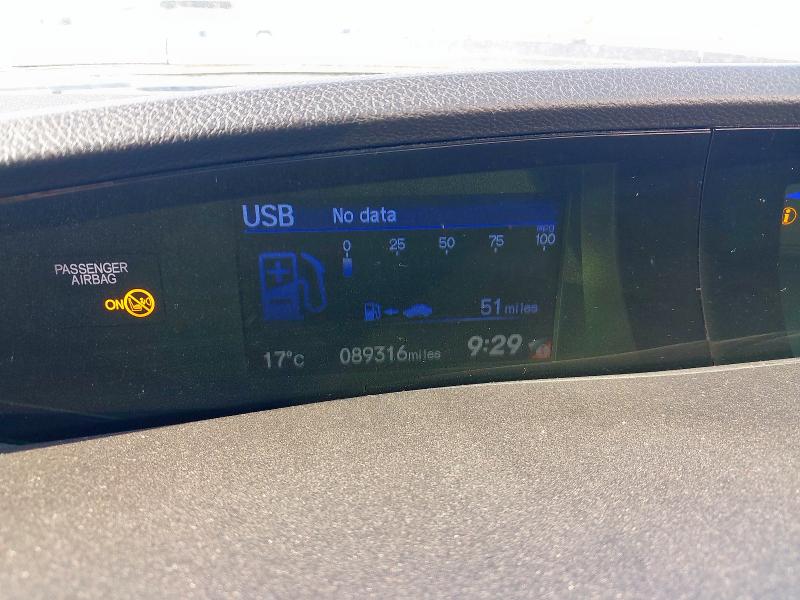 USB No data
MPG
0 25 50 75 100
PASSENGER
AIRBAG
ON
51 miles
17°C 089316 miles 9:29
i